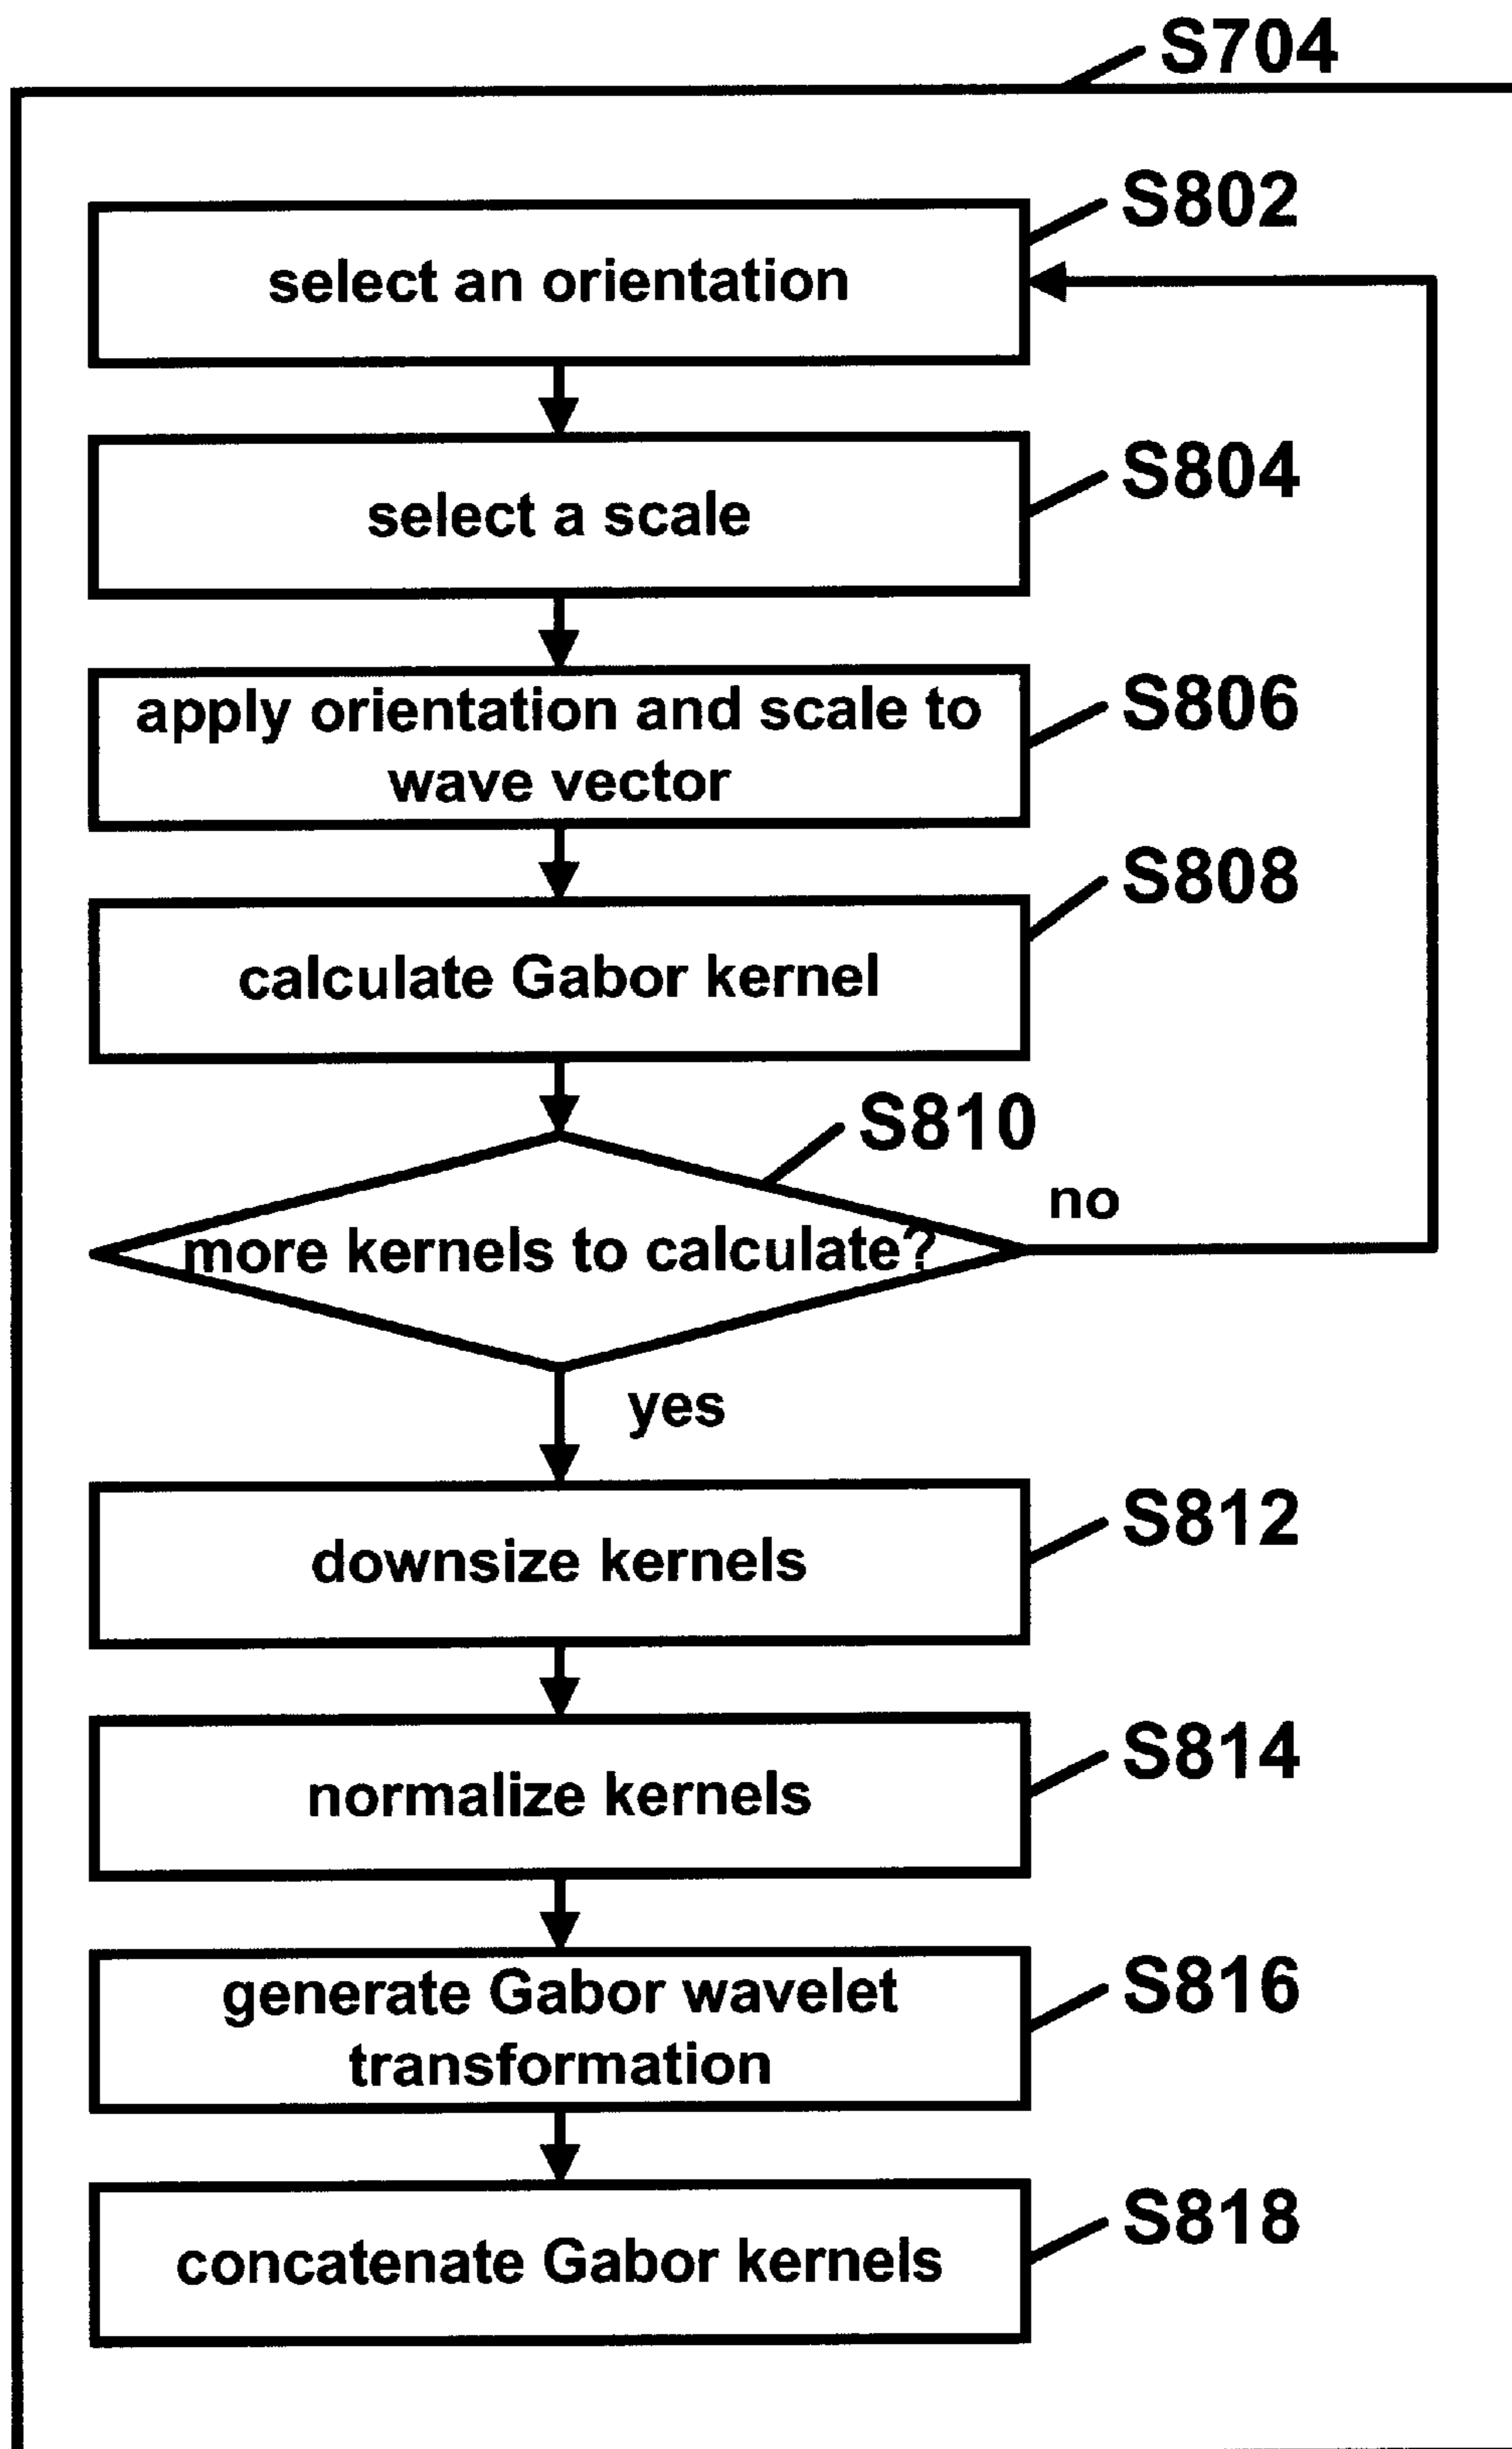 S704
S802
select an orientation
S804
select a scale
S806
apply orientation and scale to
wave vector
S808
calculate Gabor kernel
S810
no
more kernels to calculate?
yes
S812
downsize kernels
S814
normalize kernels
S816
generate Gabor wavelet
transformation
S818
concatenate Gabor kernels